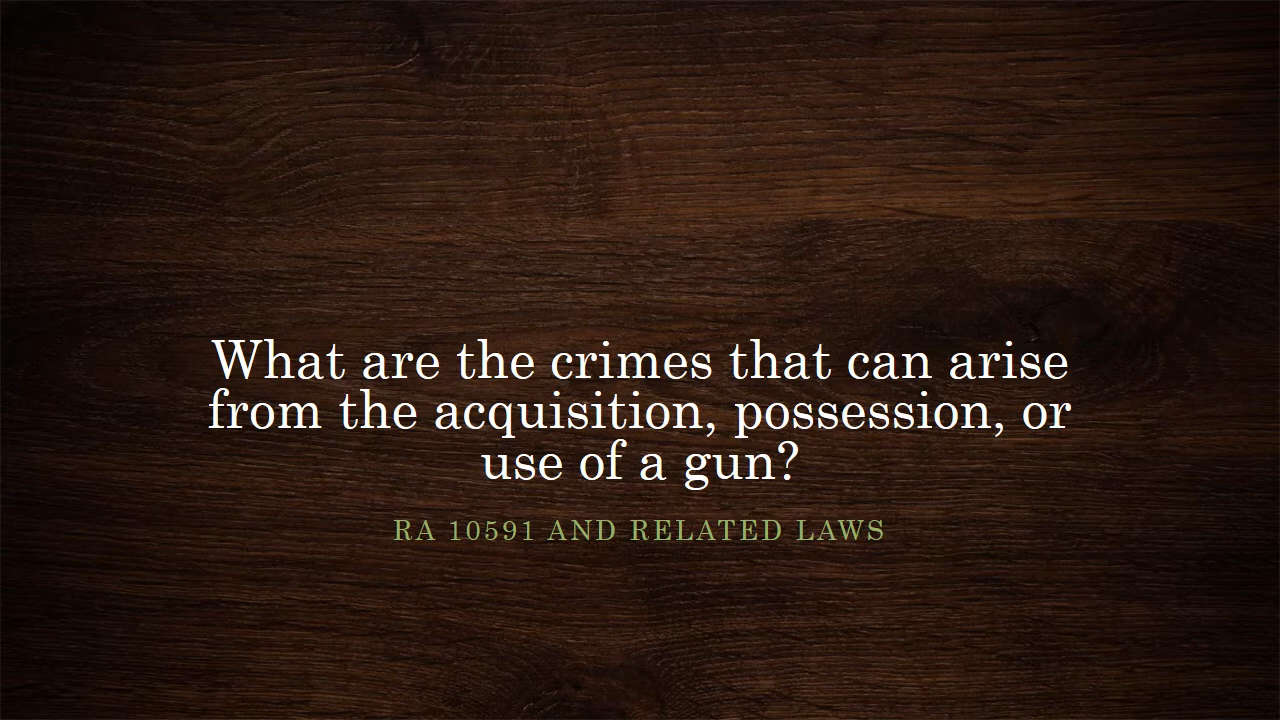 What are the crimes that can arise
from the acquisition, possession, or
use of a gun?
RA 10591 AND RELATED LAWS